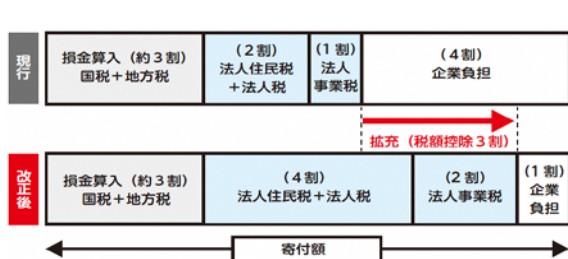 現行
損金算入（約３割）
国税＋地方税
（２割）
法人住民税
＋法人税
（１割）
法人
事業税
（４割）
企業負担
拡充（税額控除３割）
改正後
損金算入（約３割）
国税＋地方税
（４割）
法人住民税＋法人税
（２割）
法人事業税
（１割）
企業
負担
寄付額